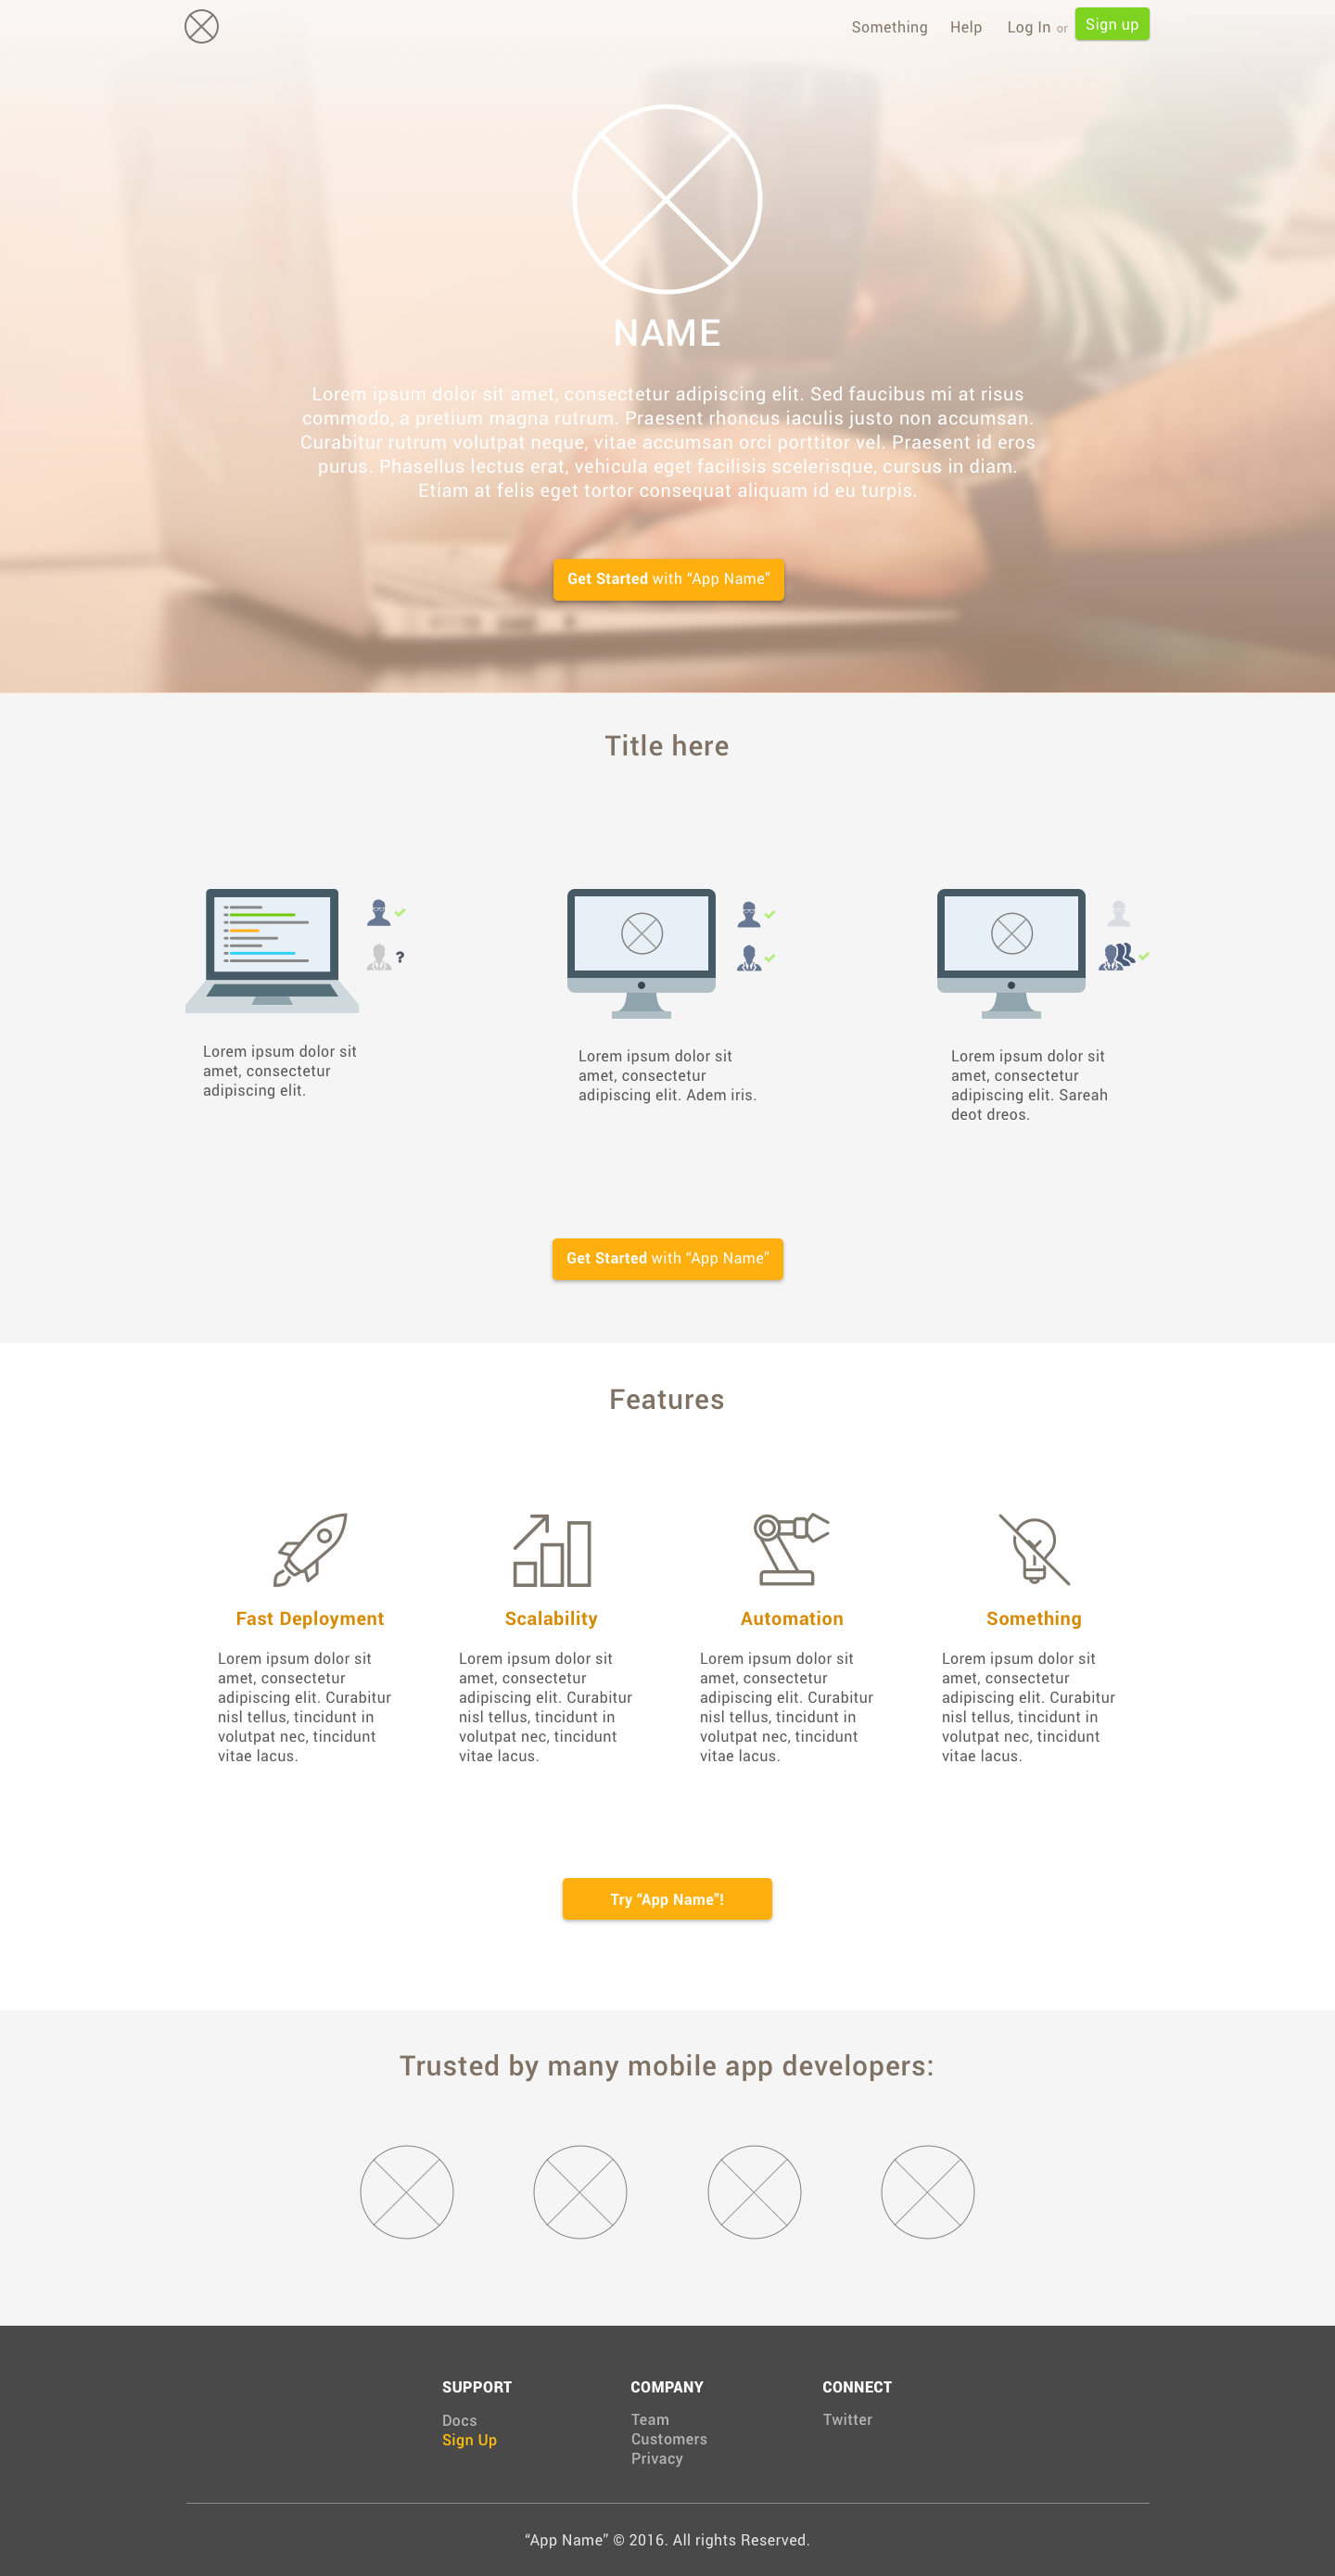 Something Help Log In or Sign up
NAME
Lorem ipsum dolor sit amet, consectetur adipiscing elit. Sed faucibus mi at risus
commodo, a pretium magna rutrum. Praesent rhoncus iaculis justo non accumsan.
Curabitur rutrum volutpat neque, vitae accumsan orci porttitor vel. Praesent id eros
purus. Phasellus lectus erat, vehicula eget facilisis scelerisque, cursus in diam.
Etiam at felis eget tortor consequat aliquam id eu turpis.
Get Started with “App Name”
Title here
?
Lorem ipsum dolor sit
amet, consectetur
adipiscing elit.
Lorem ipsum dolor sit
amet, consectetur
adipiscing elit. Adem iris.
Lorem ipsum dolor sit
amet, consectetur
adipiscing elit. Sareah
deot dreos.
Get Started with “App Name”
Features
Fast Deployment
Lorem ipsum dolor sit
amet, consectetur
adipiscing elit. Curabitur
nisl tellus, tincidunt in
volutpat nec, tincidunt
vitae lacus.
Scalability
Lorem ipsum dolor sit
amet, consectetur
adipiscing elit. Curabitur
nisl tellus, tincidunt in
volutpat nec, tincidunt
vitae lacus.
Automation
Lorem ipsum dolor sit
amet, consectetur
adipiscing elit. Curabitur
nisl tellus, tincidunt in
volutpat nec, tincidunt
vitae lacus.
Something
Lorem ipsum dolor sit
amet, consectetur
adipiscing elit. Curabitur
nisl tellus, tincidunt in
volutpat nec, tincidunt
vitae lacus.
Try “App Name”!
Trusted by many mobile app developers:
SUPPORT
Docs
Sign Up
COMPANY
Team
Customers
Privacy
CONNECT
Twitter
“App Name” © 2016. All rights Reserved.